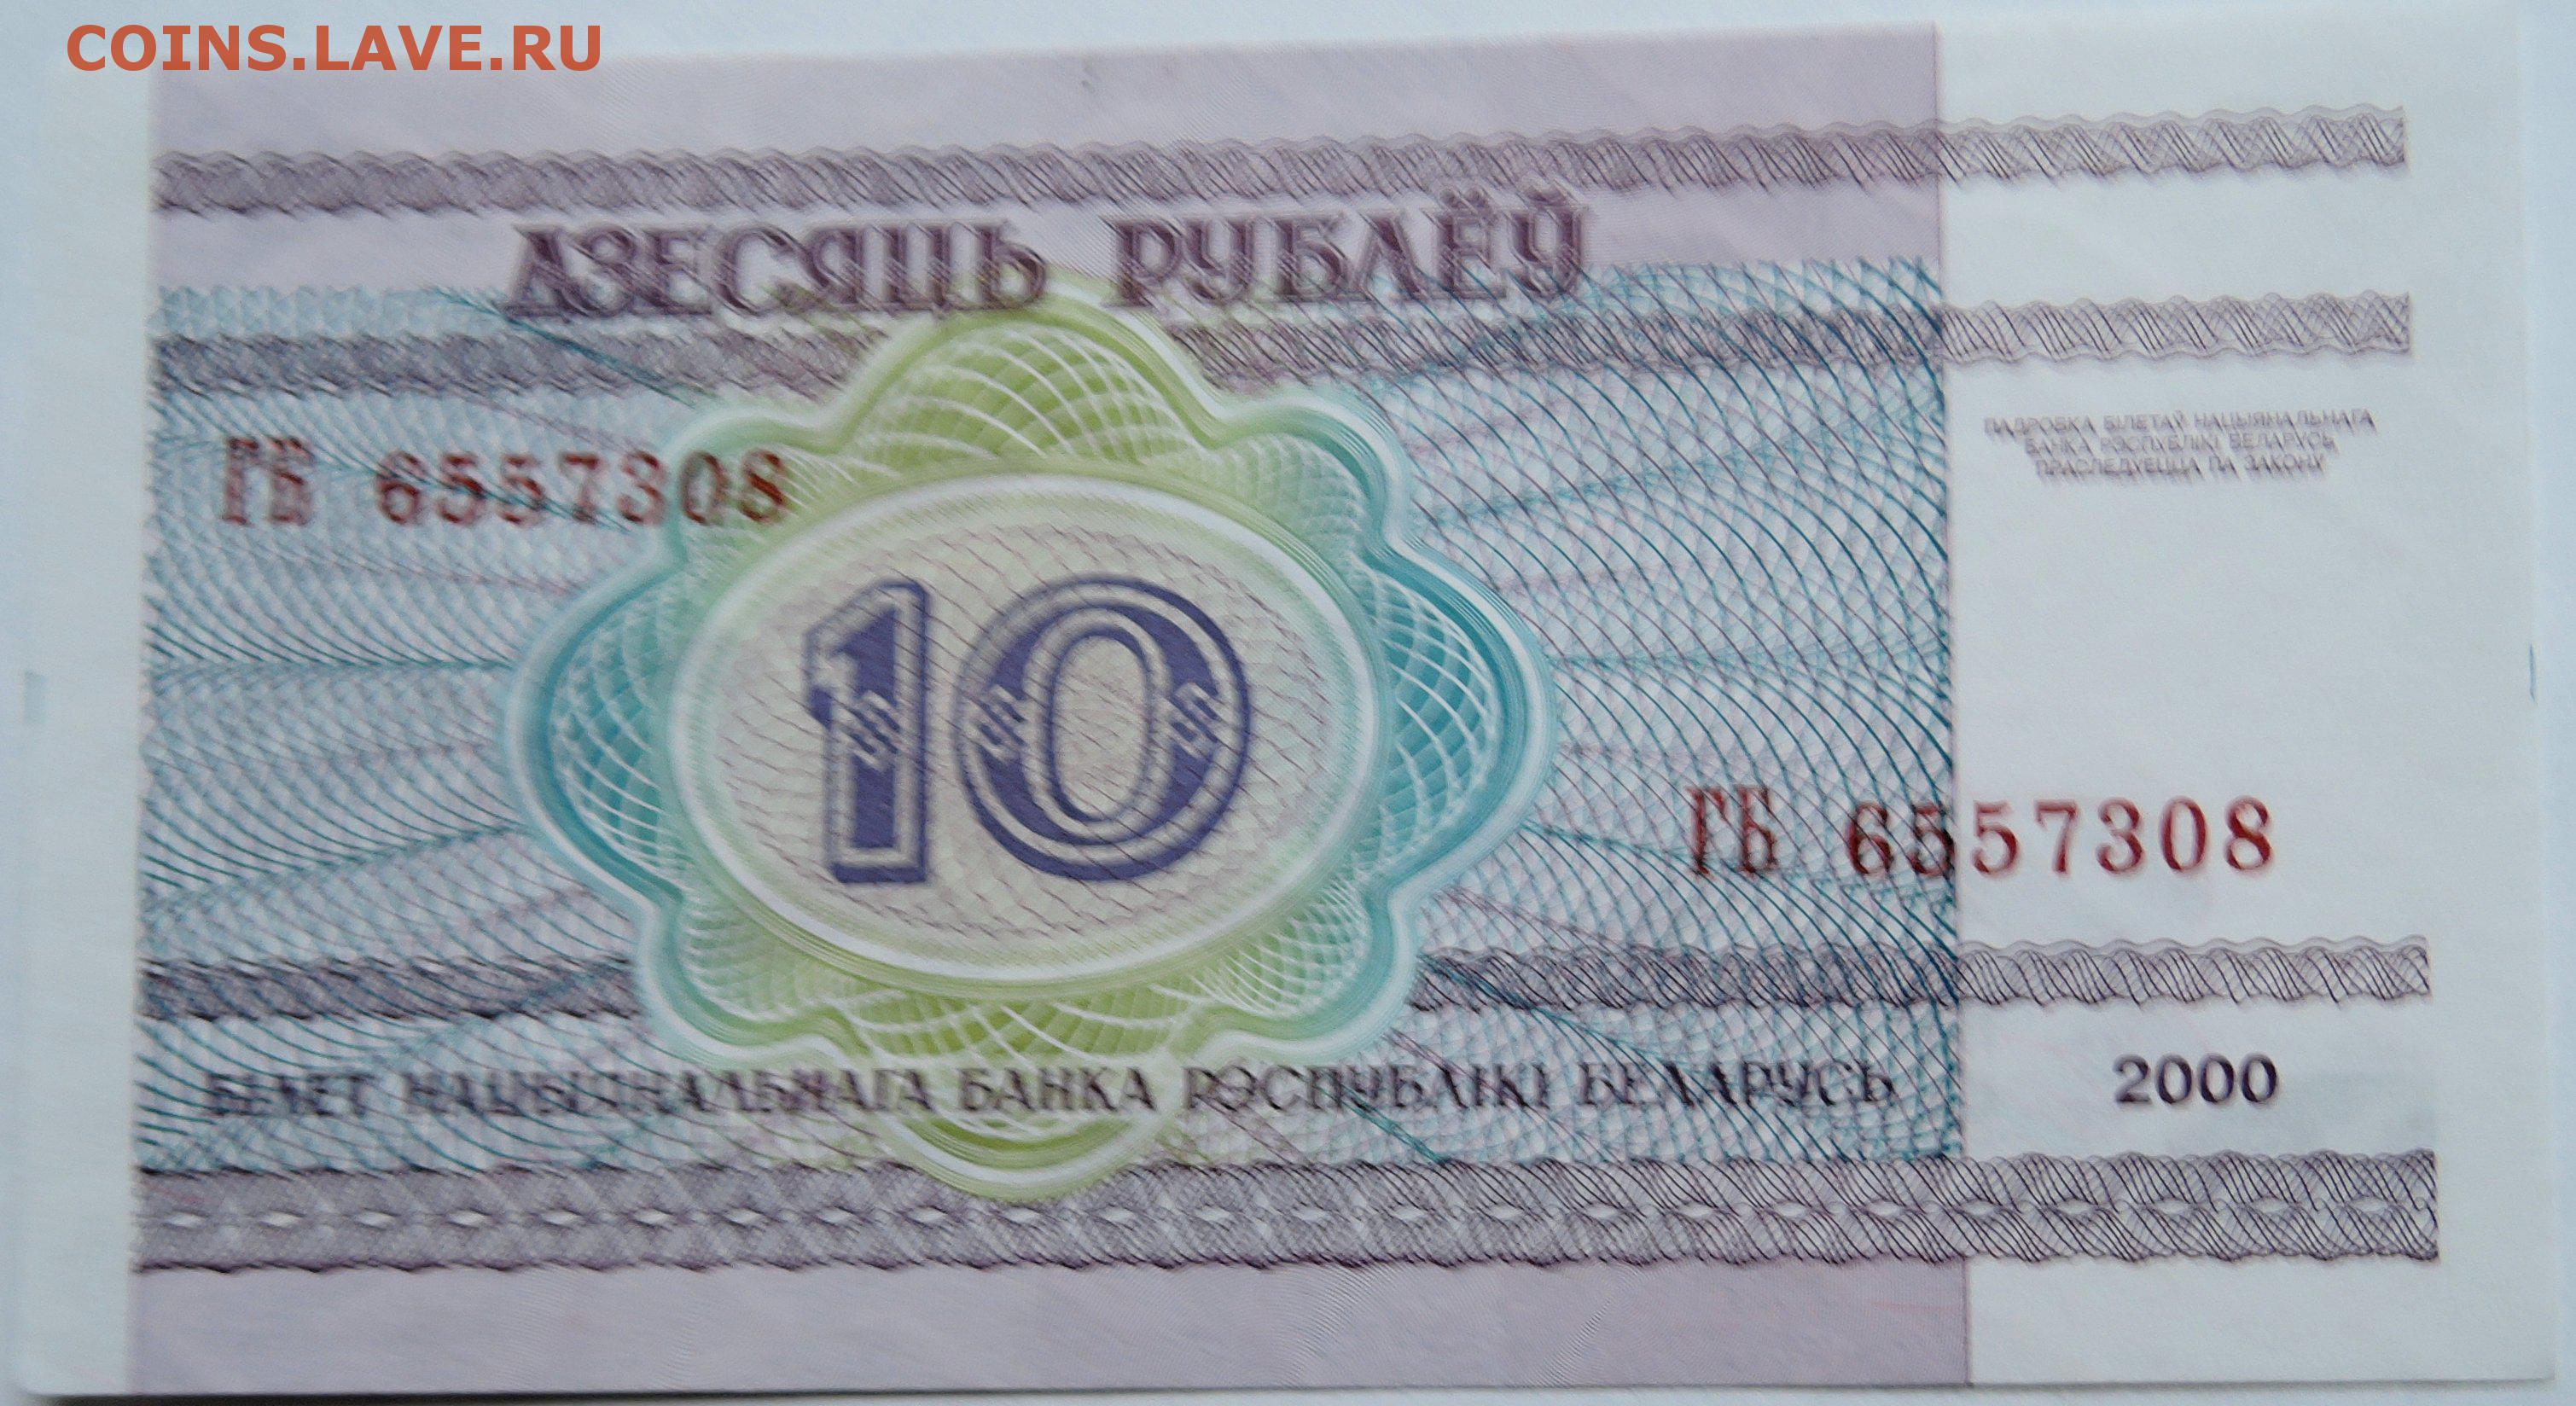 COINS.LAVE.RU
ДЗЕСЯЦЬ РУБЛЁЎ
ПАДРОБКА БІЛЕТАЎ НАЦЫЯНАЛЬНАГА
БАНКА РЭСПУБЛІКІ БЕЛАРУСЬ
ПРАСЛЕДУЕЦЦА ПА ЗАКОНУ
ГБ 6557308
10
ГБ 6557308
БІЛЕТ НАЦЫЯНАЛЬНАГА БАНКА РЭСПУБЛІКІ БЕЛАРУСЬ 2000